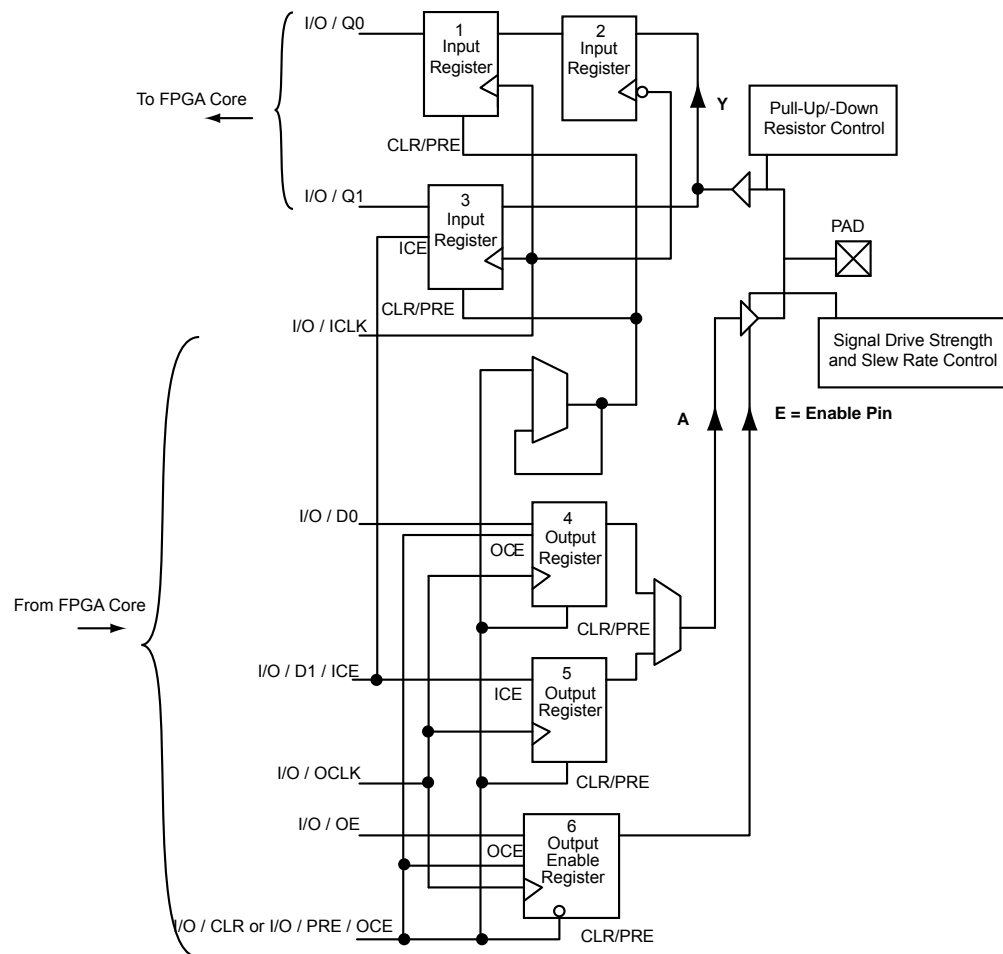 I/O / Q0
1
Input
Register
2
Input
Register
To FPGA Core
Y
Pull-Up/-Down
Resistor Control
CLR/PRE
I/O / Q1
3
Input
Register
ICE
PAD
CLR/PRE
I/O / ICLK
Signal Drive Strength
and Slew Rate Control
A
E = Enable Pin
I/O / D0
4
Output
Register
OCE
From FPGA Core
CLR/PRE
I/O / D1 / ICE
5
Output
Register
ICE
I/O / OCLK
CLR/PRE
I/O / OE
6
Output
Enable
Register
OCE
I/O / CLR or I/O / PRE / OCE
CLR/PRE